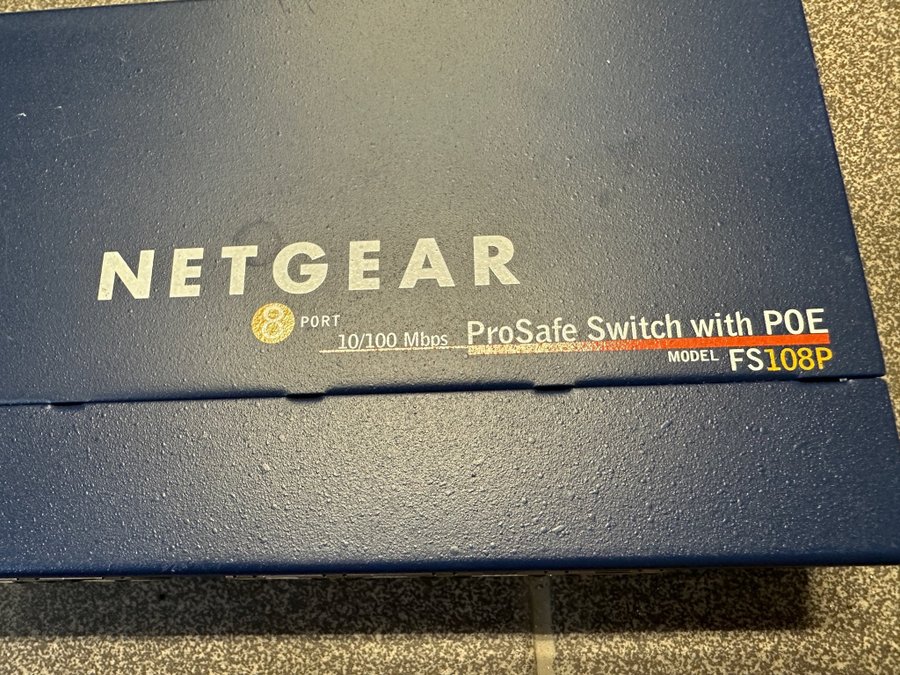 NETGEAR
8 PORT
10/100 Mbps ProSafe Switch with POE
MODEL FS108P